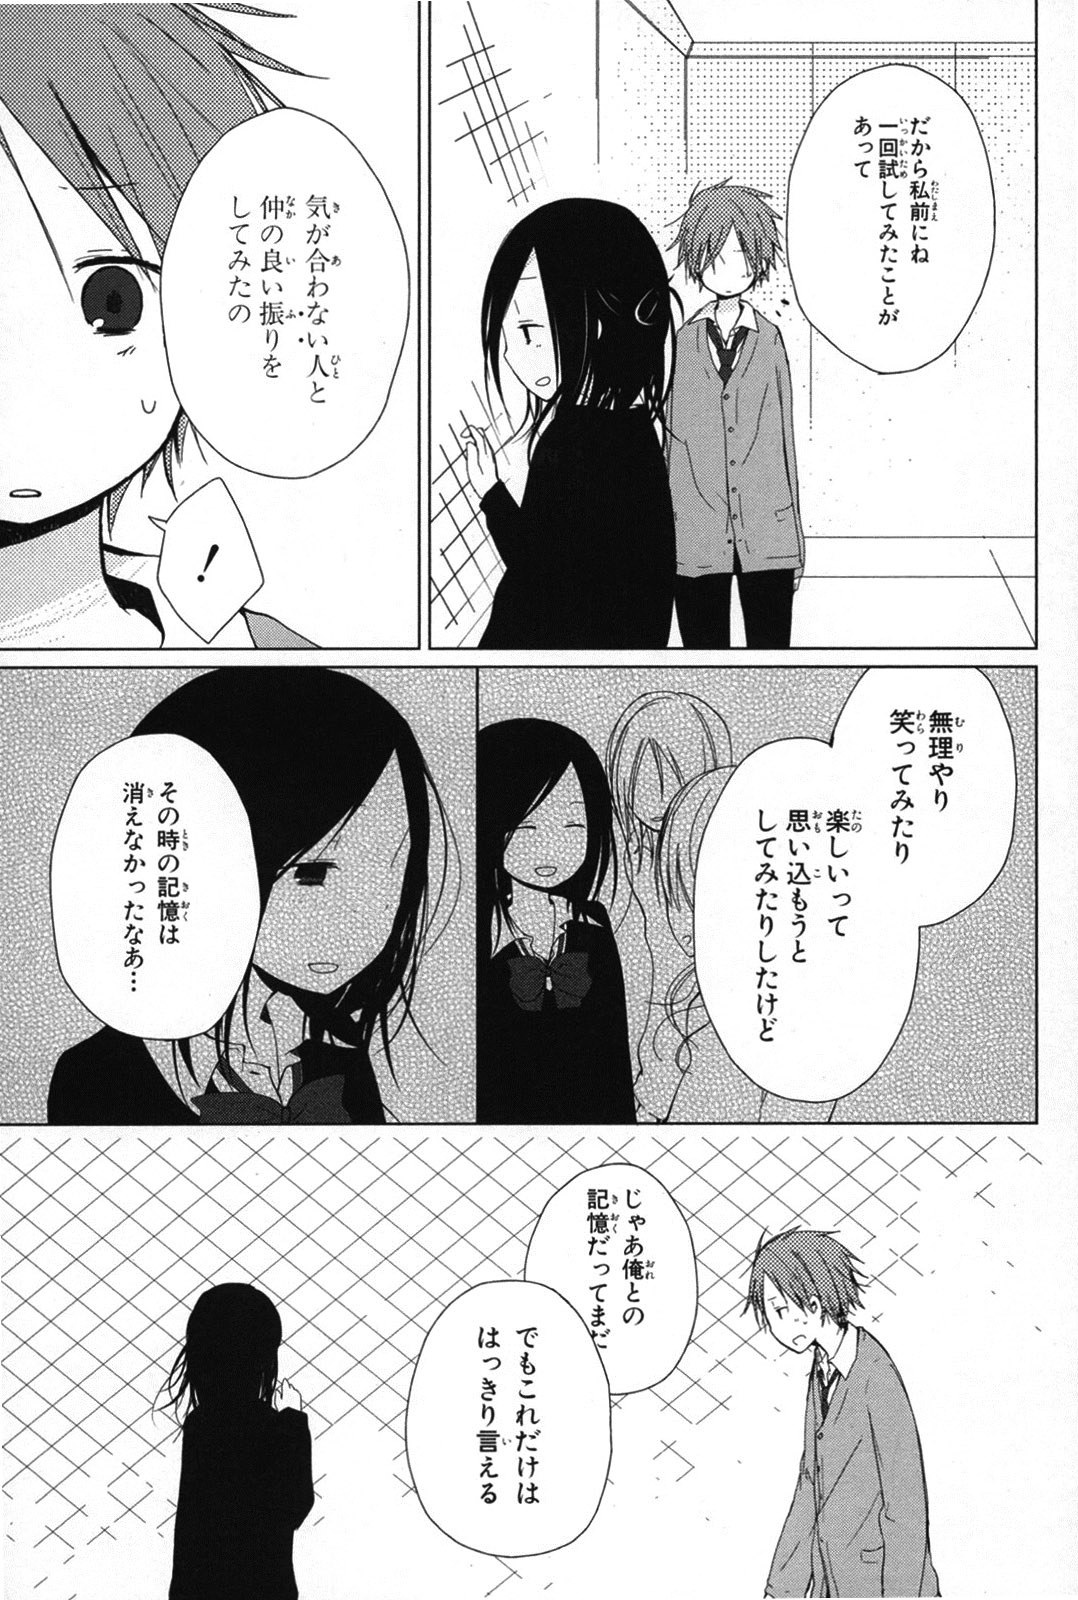 だから私前にね
一回試してみたことが
あって
気が合わない人と
仲の良い振りを
してみたの
！
無理やり
笑ってみたり
楽しいって
思い込もうと
してみたりしたけど
その時の記憶は
消えなかったなあ…
じゃあ俺との
記憶だってまだ
でもこれだけは
はっきり言える